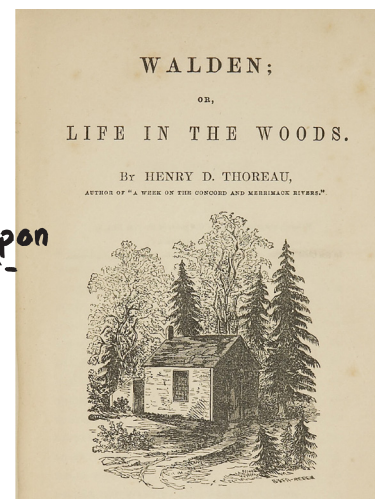 WALDEN;
OR,
LIFE IN THE WOODS.
BY HENRY D. THOREAU,
AUTHOR OF "A WEEK ON THE CONCORD AND MERRIMACK RIVERS."
pon